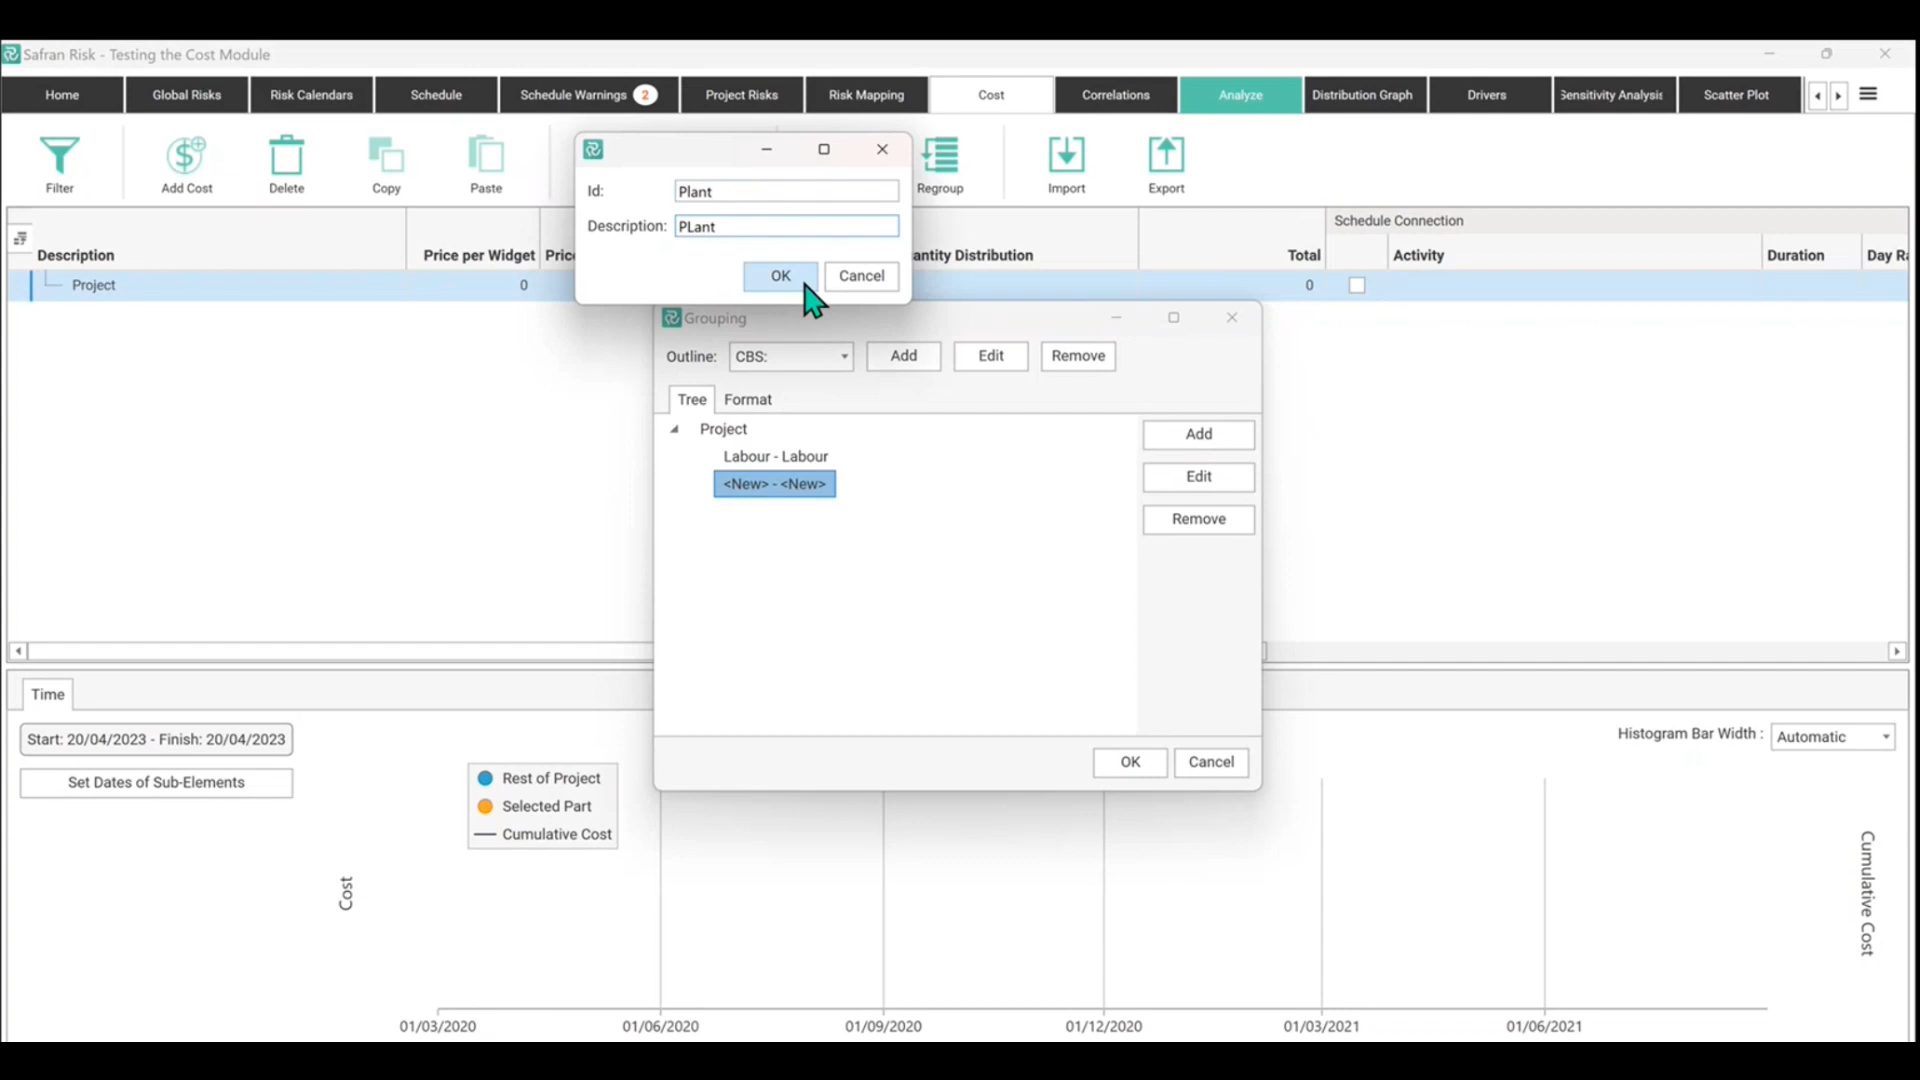 Safran Risk - Testing the Cost Module
Home Global Risks Risk Calendars Schedule Schedule Warnings 2 Project Risks Risk Mapping Cost Correlations Analyze Distribution Graph Drivers Sensitivity Analysis Scatter Plot
Filter Add Cost Delete Copy Paste Regroup Import Export
Id: Plant
Description: PLant
OK Cancel
Schedule Connection
Description Price per Widget Price antity Distribution Total Activity Duration Day Ra
Project 0 0
Grouping
Outline: CBS: Add Edit Remove
Tree Format
Project
Labour - Labour
<New> - <New>
Add
Edit
Remove
OK Cancel
Time
Start: 20/04/2023 - Finish: 20/04/2023
Set Dates of Sub-Elements
Histogram Bar Width : Automatic
Rest of Project
Selected Part
Cumulative Cost
Cost
Cumulative Cost
01/03/2020 01/06/2020 01/09/2020 01/12/2020 01/03/2021 01/06/2021